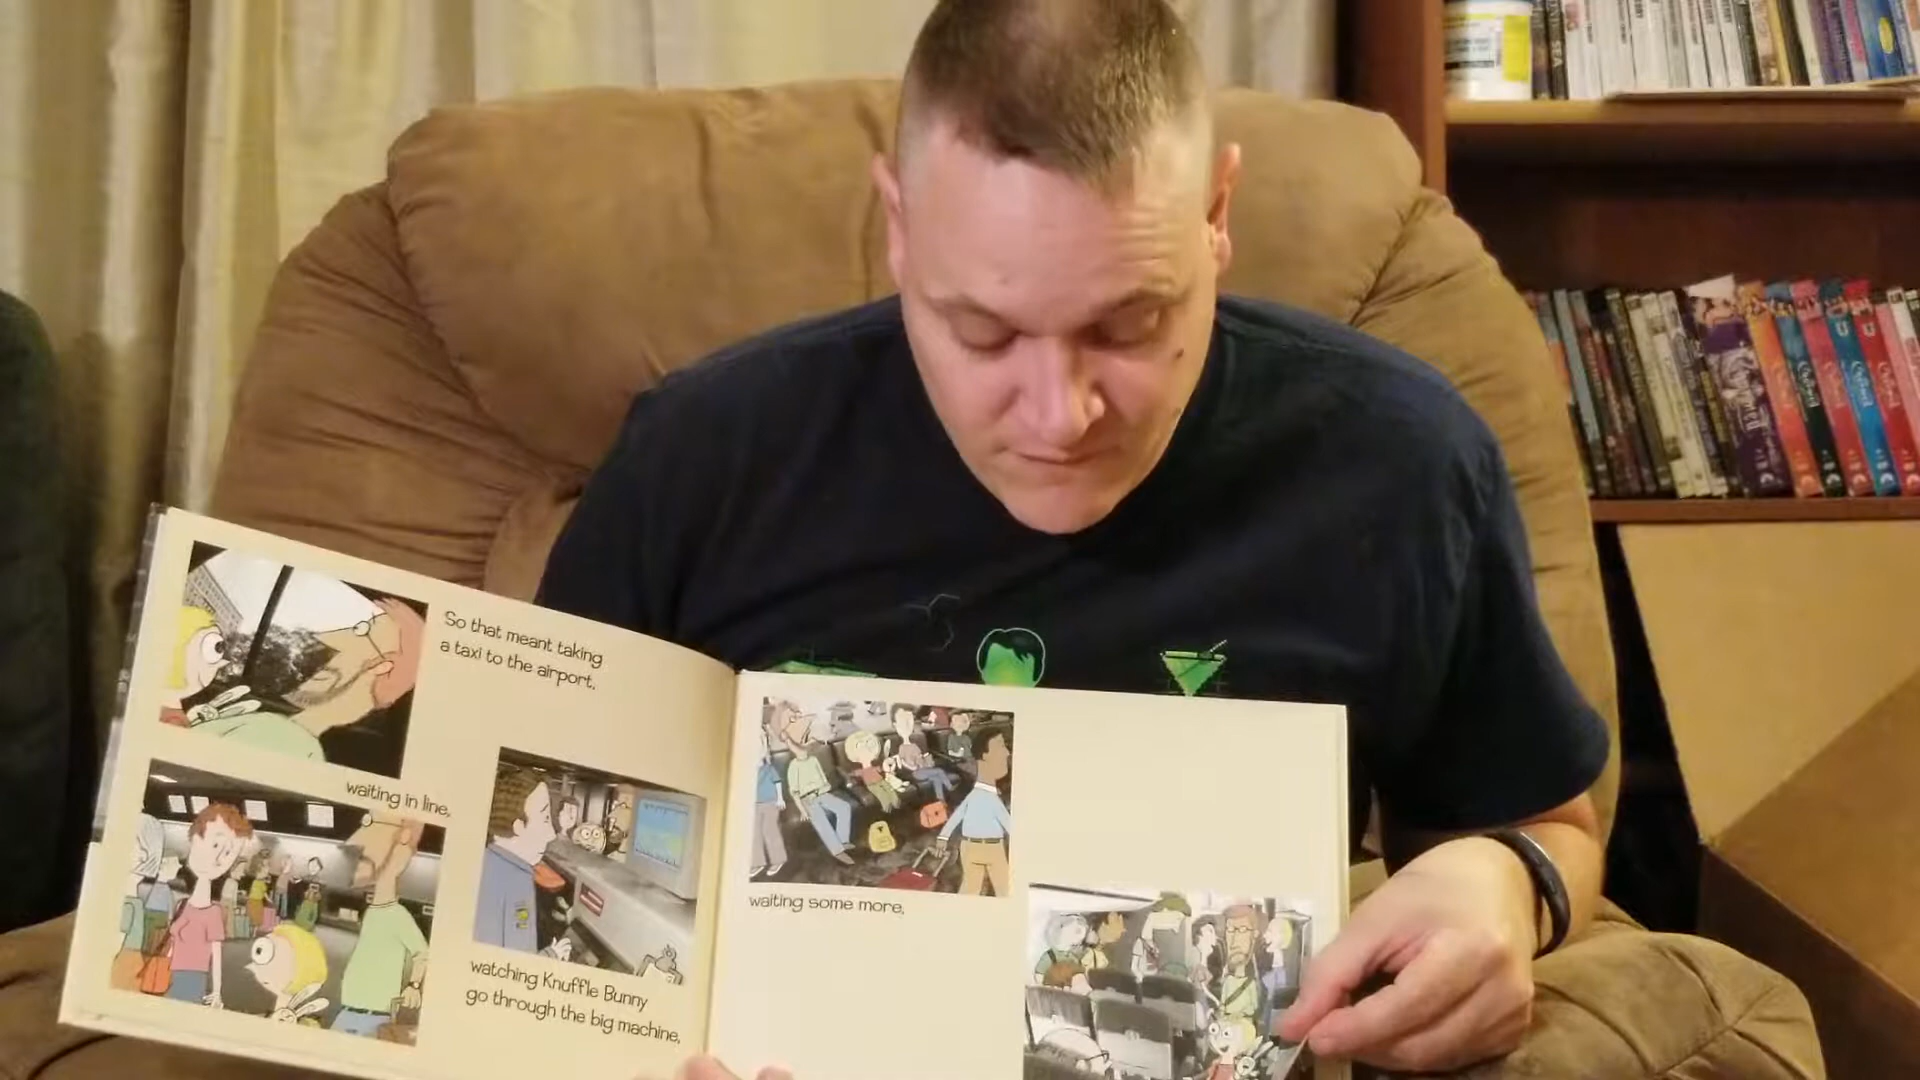 So that meant taking
a taxi to the airport,
waiting in line,
watching Knuffle Bunny
go through the big machine,
waiting some more,
SEA